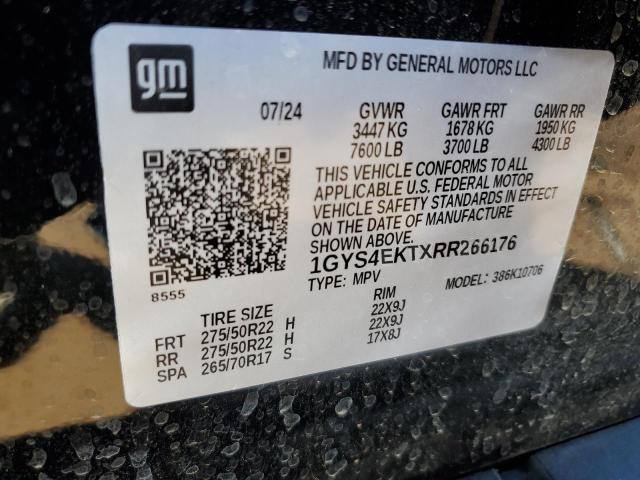 gm
MFD BY GENERAL MOTORS LLC
07/24 GVWR GAWR FRT GAWR RR
3447 KG 1678 KG 1950 KG
7600 LB 3700 LB 4300 LB
THIS VEHICLE CONFORMS TO ALL
APPLICABLE U.S. FEDERAL MOTOR
VEHICLE SAFETY STANDARDS IN EFFECT
ON THE DATE OF MANUFACTURE
SHOWN ABOVE.
1GYS4EKTXRR266176
8555 TYPE: MPV MODEL: 386K10706
TIRE SIZE RIM
FRT 275/50R22 H 22X9J
RR 275/50R22 H 22X9J
SPA 265/70R17 S 17X8J